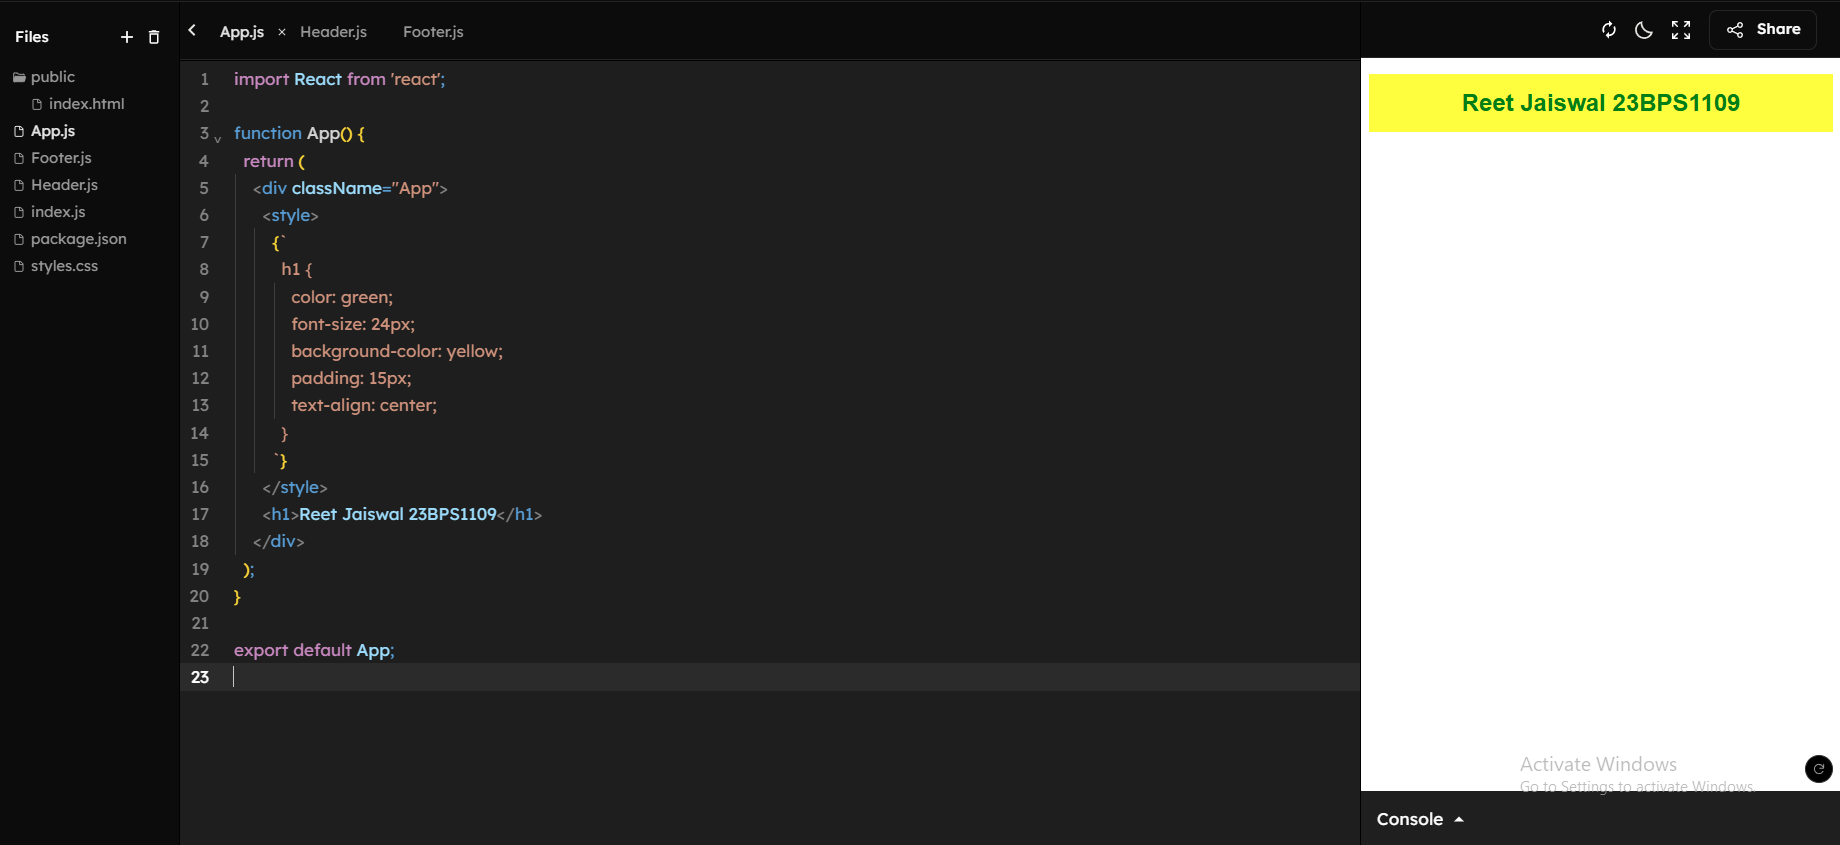 Files
public
index.html
App.js
Footer.js
Header.js
index.js
package.json
styles.css
App.js × Header.js Footer.js
1 import React from 'react';
2
3 function App() {
4 return (
5 <div className="App">
6 <style>
7 {`
8 h1 {
9 color: green;
10 font-size: 24px;
11 background-color: yellow;
12 padding: 15px;
13 text-align: center;
14 }
15 `}
16 </style>
17 <h1>Reet Jaiswal 23BPS1109</h1>
18 </div>
19 );
20 }
21
22 export default App;
23
Share
Reet Jaiswal 23BPS1109
Activate Windows
Go to Settings to activate Windows.
Console